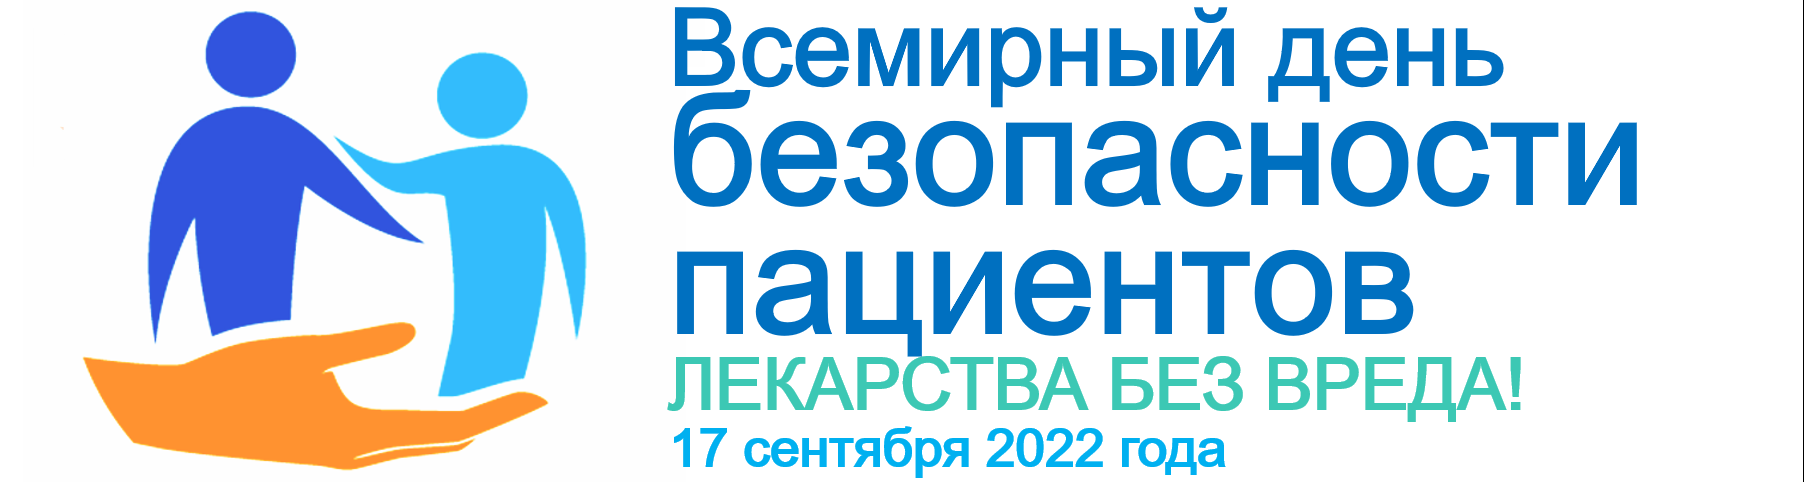 Всемирный день
безопасности
пациентов
ЛЕКАРСТВА БЕЗ ВРЕДА!
17 сентября 2022 года